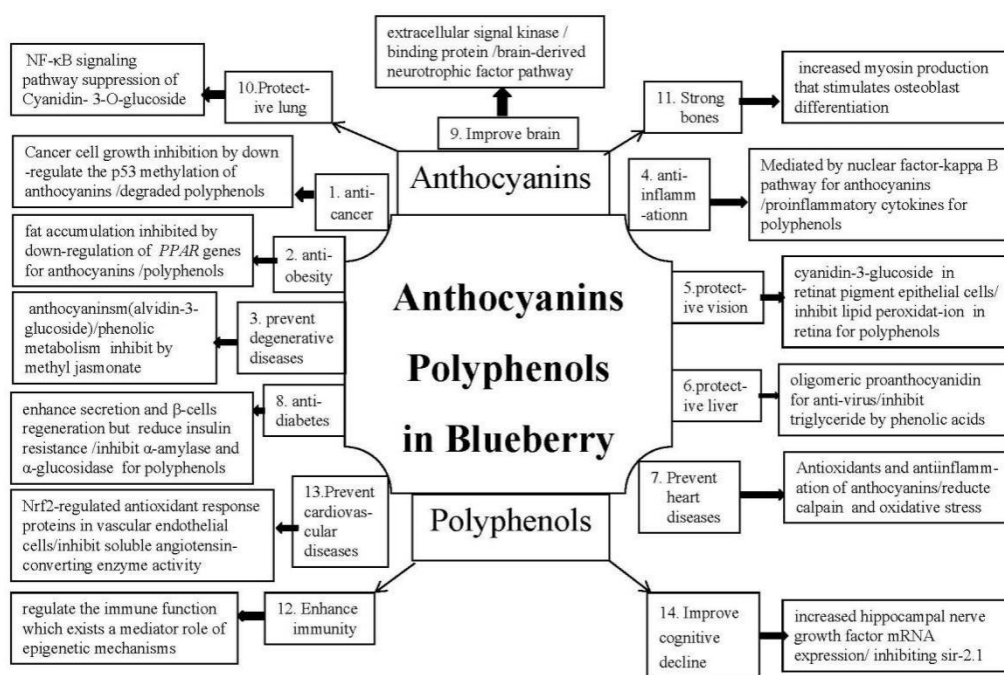 extracellular signal kinase /
binding protein /brain-derived
neurotrophic factor pathway
NF-κB signaling
pathway suppression of
Cyanidin- 3-O-glucoside
10.Protect-
ive lung
9. Improve brain
11. Strong
bones
increased myosin production
that stimulates osteoblast
differentiation
Cancer cell growth inhibition by down
-regulate the p53 methylation of
anthocyanins /degraded polyphenols
1. anti-
cancer
Anthocyanins
4. anti-
inflamm
-ationn
Mediated by nuclear factor-kappa B
pathway for anthocyanins
/proinflammatory cytokines for
polyphenols
fat accumulation inhibited by
down-regulation of PPAR genes
for anthocyanins /polyphenols
2. anti-
obesity
5.protect-
ive vision
cyanidin-3-glucoside in
retinat pigment epithelial cells/
inhibit lipid peroxidat-ion in
retina for polyphenols
anthocyaninsm(alvidin-3-
glucoside)/phenolic
metabolism inhibit by
methyl jasmonate
3. prevent
degenerative
diseases
Anthocyanins
Polyphenols
in Blueberry
6.protect-
ive liver
oligomeric proanthocyanidin
for anti-virus/inhibit
triglyceride by phenolic acids
enhance secretion and β-cells
regeneration but reduce insulin
resistance /inhibit α-amylase and
α-glucosidase for polyphenols
8. anti-
diabetes
7. Prevent
heart
diseases
Antioxidants and antiinflamm-
ation of anthocyanins/reducte
calpain and oxidative stress
Nrf2-regulated antioxidant response
proteins in vascular endothelial
cells/inhibit soluble angiotensin-
converting enzyme activity
13.Prevent
cardiovas-
cular
diseases
Polyphenols
regulate the immune function
which exists a mediator role of
epigenetic mechanisms
12. Enhance
immunity
14. Improve
cognitive
decline
increased hippocampal nerve
growth factor mRNA
expression/ inhibiting sir-2.1